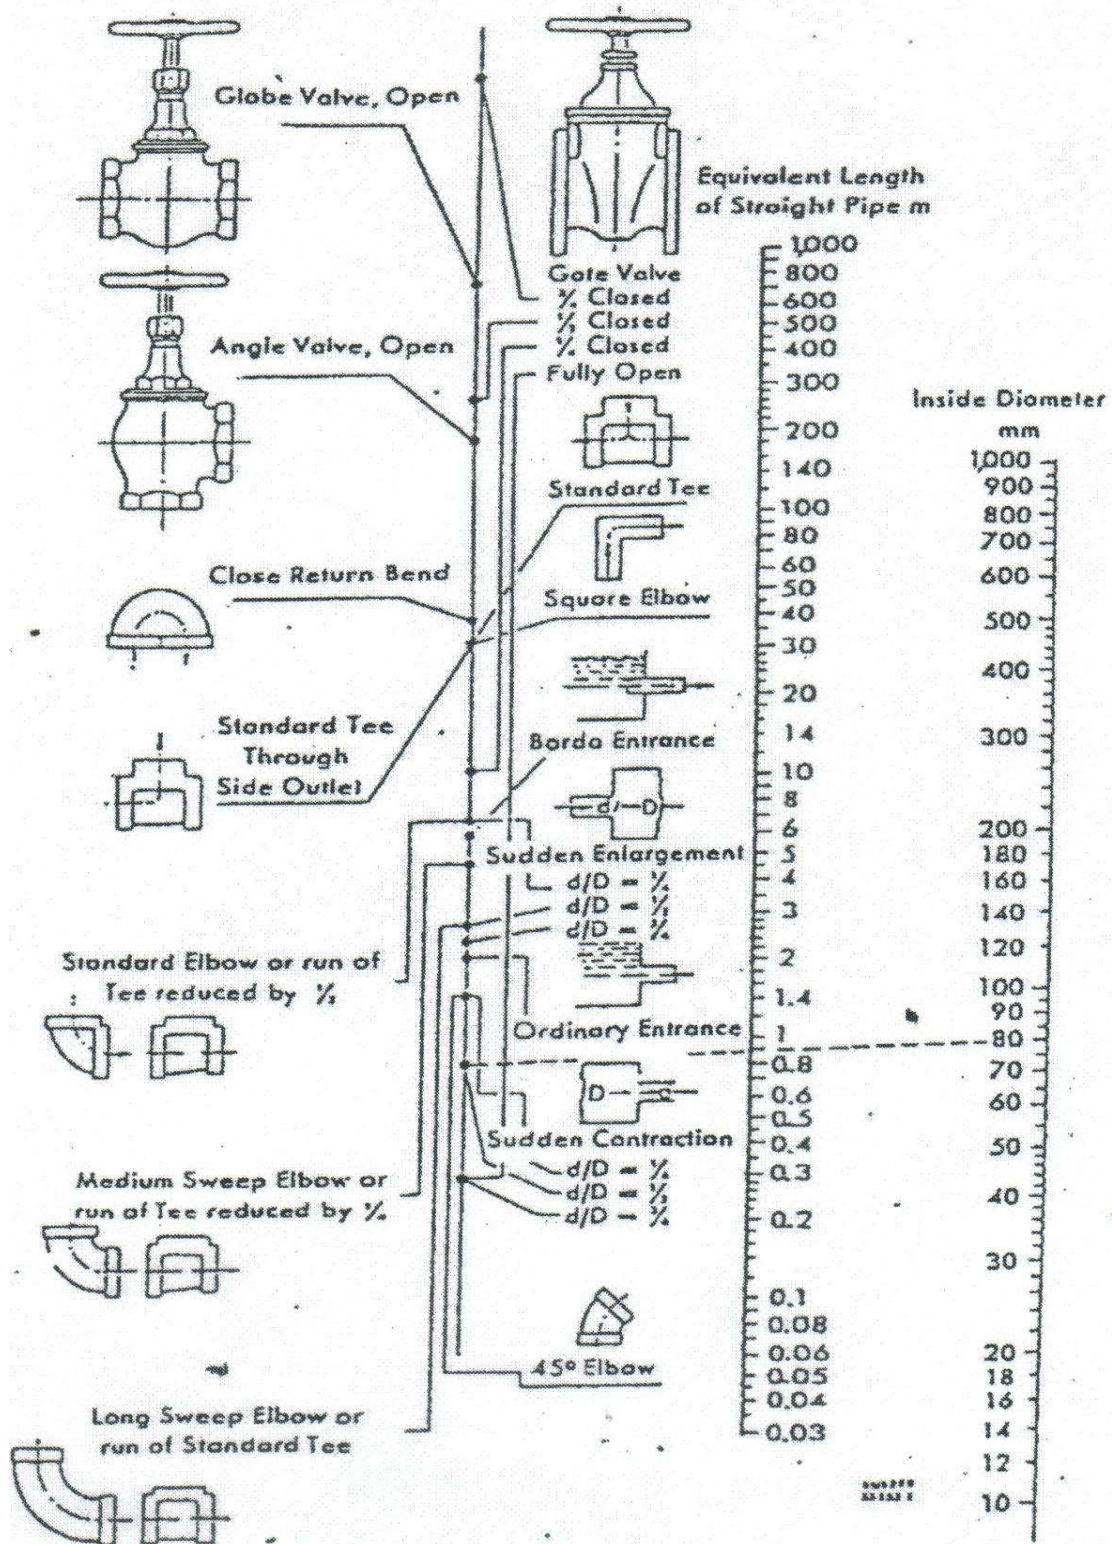 Globe Valve, Open
Equivalent Length
of Straight Pipe m
Gate Valve
¾ Closed
½ Closed
¼ Closed
Fully Open
Angle Valve, Open
Standard Tee
Close Return Bend
Square Elbow
Standard Tee
Through
Side Outlet
Borda Entrance
d D
Sudden Enlargement
d/D = ¼
d/D = ½
d/D = ¾
Standard Elbow or run of
Tee reduced by ½
Ordinary Entrance
D d
Sudden Contraction
d/D = ¼
d/D = ½
d/D = ¾
Medium Sweep Elbow or
run of Tee reduced by ¼
45° Elbow
Long Sweep Elbow or
run of Standard Tee
1,000
800
600
500
400
300
200
140
100
80
60
50
40
30
20
14
10
8
6
5
4
3
2
1.4
1
0.8
0.6
0.5
0.4
0.3
0.2
0.1
0.08
0.06
0.05
0.04
0.03
Inside Diameter
mm
1,000
900
800
700
600
500
400
300
200
180
160
140
120
100
90
80
70
60
50
40
30
20
18
16
14
12
10